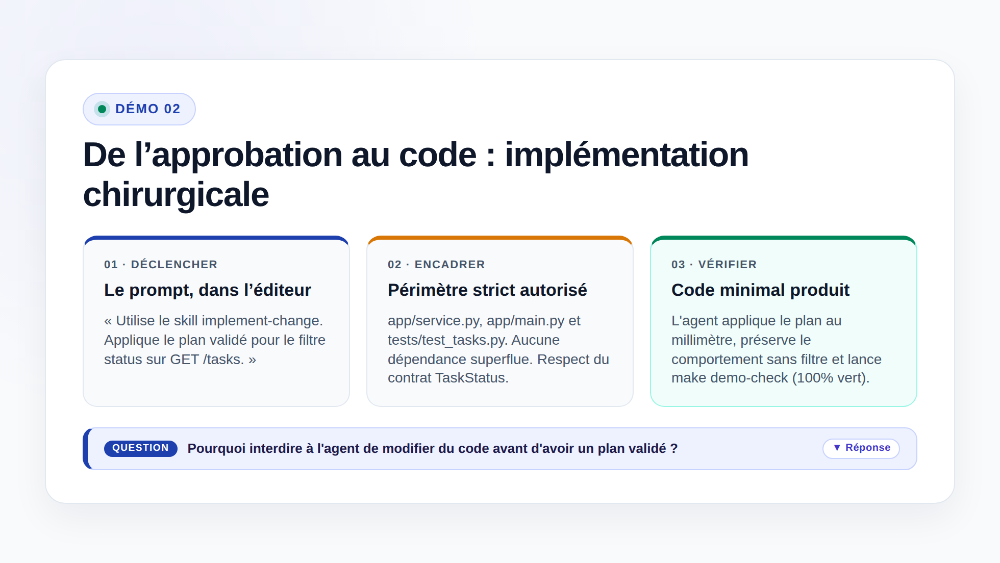 DÉMO 02
De l’approbation au code : implémentation
chirurgicale
01 · DÉCLENCHER
Le prompt, dans l’éditeur
« Utilise le skill implement-change.
Applique le plan validé pour le filtre
status sur GET /tasks. »
02 · ENCADRER
Périmètre strict autorisé
app/service.py, app/main.py et
tests/test_tasks.py. Aucune
dépendance superflue. Respect du
contrat TaskStatus.
03 · VÉRIFIER
Code minimal produit
L'agent applique le plan au
millimètre, préserve le
comportement sans filtre et lance
make demo-check (100% vert).
QUESTION Pourquoi interdire à l'agent de modifier du code avant d'avoir un plan validé ? ▼ Réponse